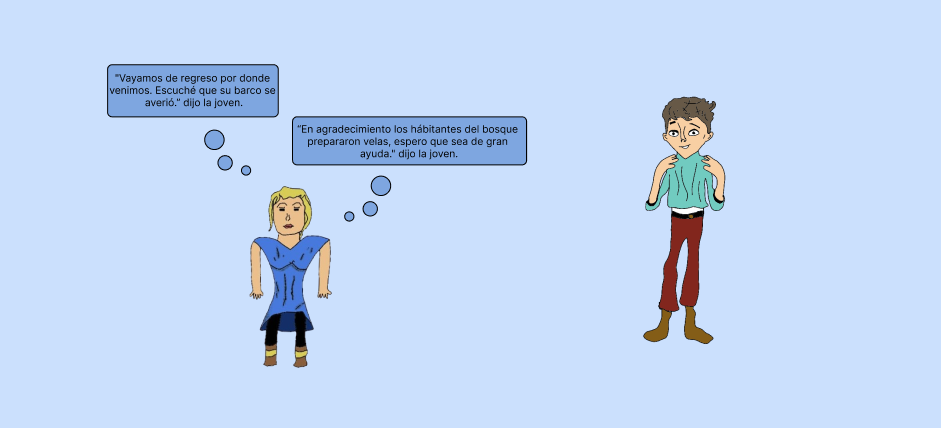 "Vayamos de regreso por donde
venimos. Escuché que su barco se
averió." dijo la joven.
"En agradecimiento los hábitantes del bosque
prepararon velas, espero que sea de gran
ayuda." dijo la joven.